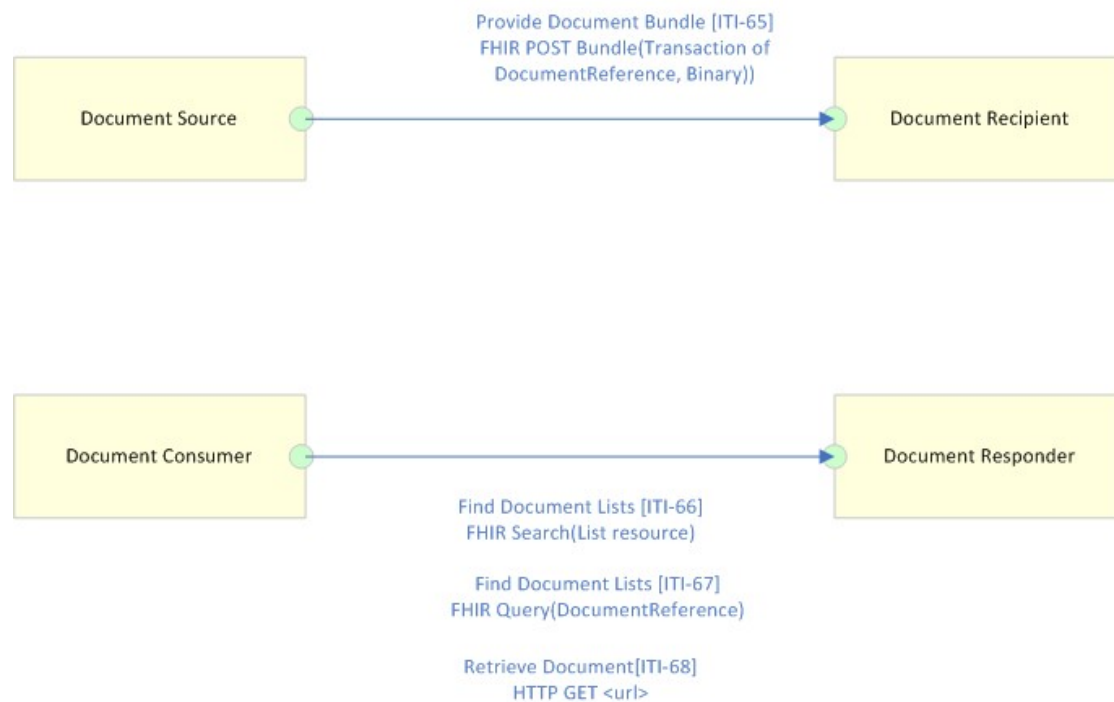 Provide Document Bundle [ITI-65]
FHIR POST Bundle(Transaction of
DocumentReference, Binary))
Document Source
Document Recipient
Document Consumer
Document Responder
Find Document Lists [ITI-66]
FHIR Search(List resource)
Find Document Lists [ITI-67]
FHIR Query(DocumentReference)
Retrieve Document[ITI-68]
HTTP GET <url>